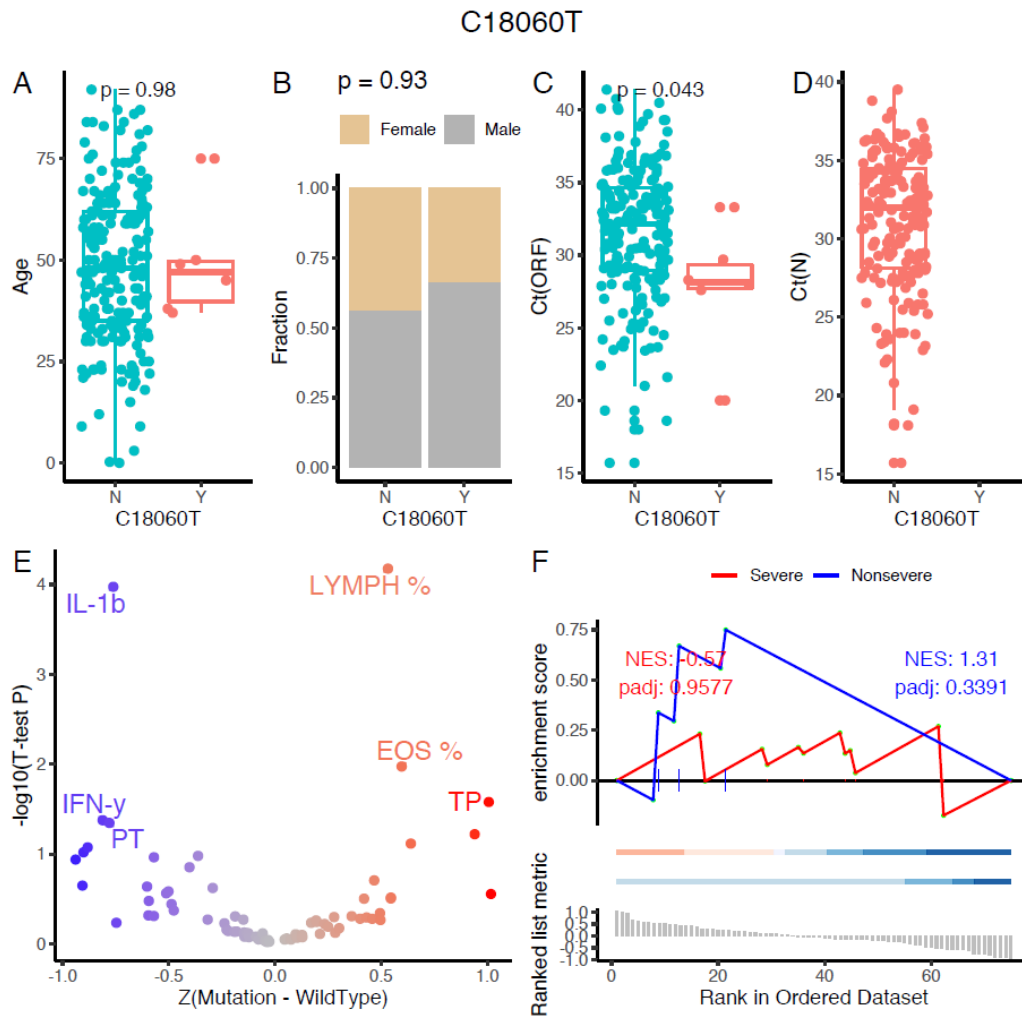 C18060T
A
p = 0.98
Age
75
50
25
0
N
Y
C18060T
B
p = 0.93
Female
Male
Fraction
1.00
0.75
0.50
0.25
0.00
N
Y
C18060T
C
p = 0.043
Ct(ORF)
40
35
30
25
20
15
N
Y
C18060T
D
Ct(N)
40
35
30
25
20
15
N
Y
C18060T
E
-log10(T-test P)
4
3
2
1
0
LYMPH %
IL-1b
EOS %
IFN-y
TP
PT
-1.0
-0.5
0.0
0.5
1.0
Z(Mutation - WildType)
F
Severe
Nonsevere
enrichment score
0.75
0.50
0.25
0.00
NES: -0.57
padj: 0.9577
NES: 1.31
padj: 0.3391
Ranked list metric
1.0
0.5
0.0
-0.5
-1.0
0
20
40
60
Rank in Ordered Dataset